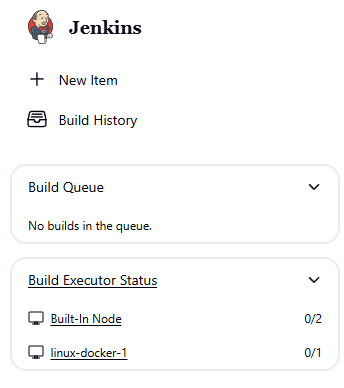 Jenkins
New Item
Build History
Build Queue
No builds in the queue.
Build Executor Status
Built-In Node 0/2
linux-docker-1 0/1